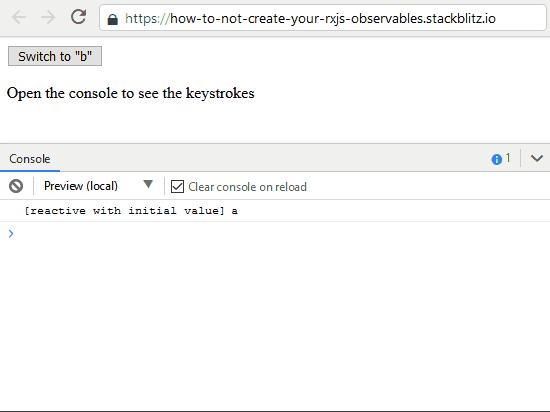 https://how-to-not-create-your-rxjs-observables.stackblitz.io
Switch to "b"
Open the console to see the keystrokes
Console
1
Preview (local)
Clear console on reload
[reactive with initial value] a